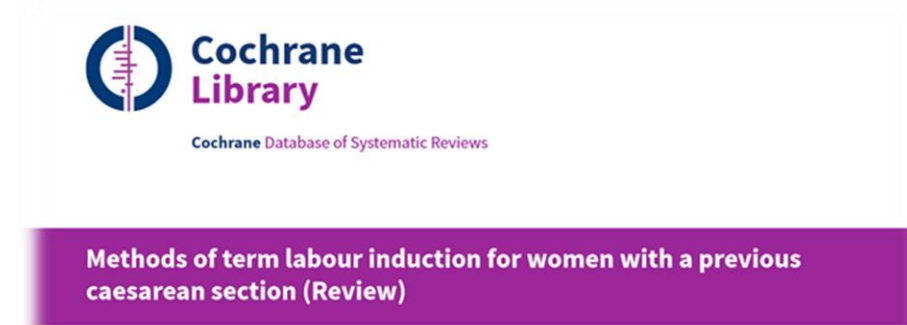 Cochrane
Library
Cochrane Database of Systematic Reviews
Methods of term labour induction for women with a previous
caesarean section (Review)